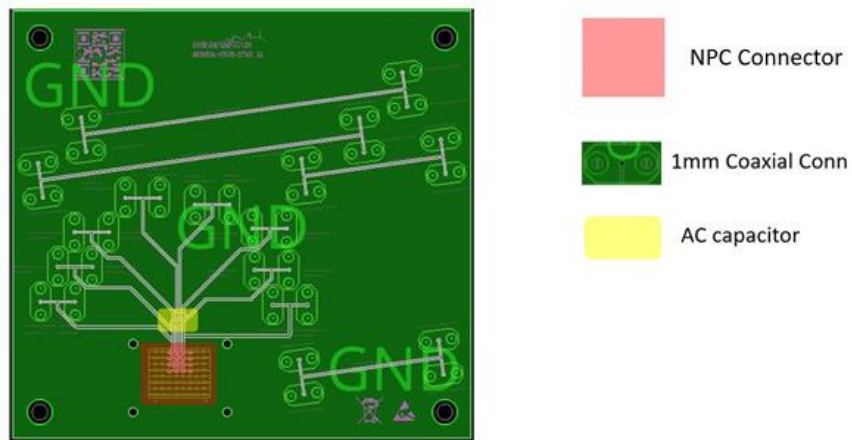 GND
NPC Connector
1mm Coaxial Conn
GND
AC capacitor
GND